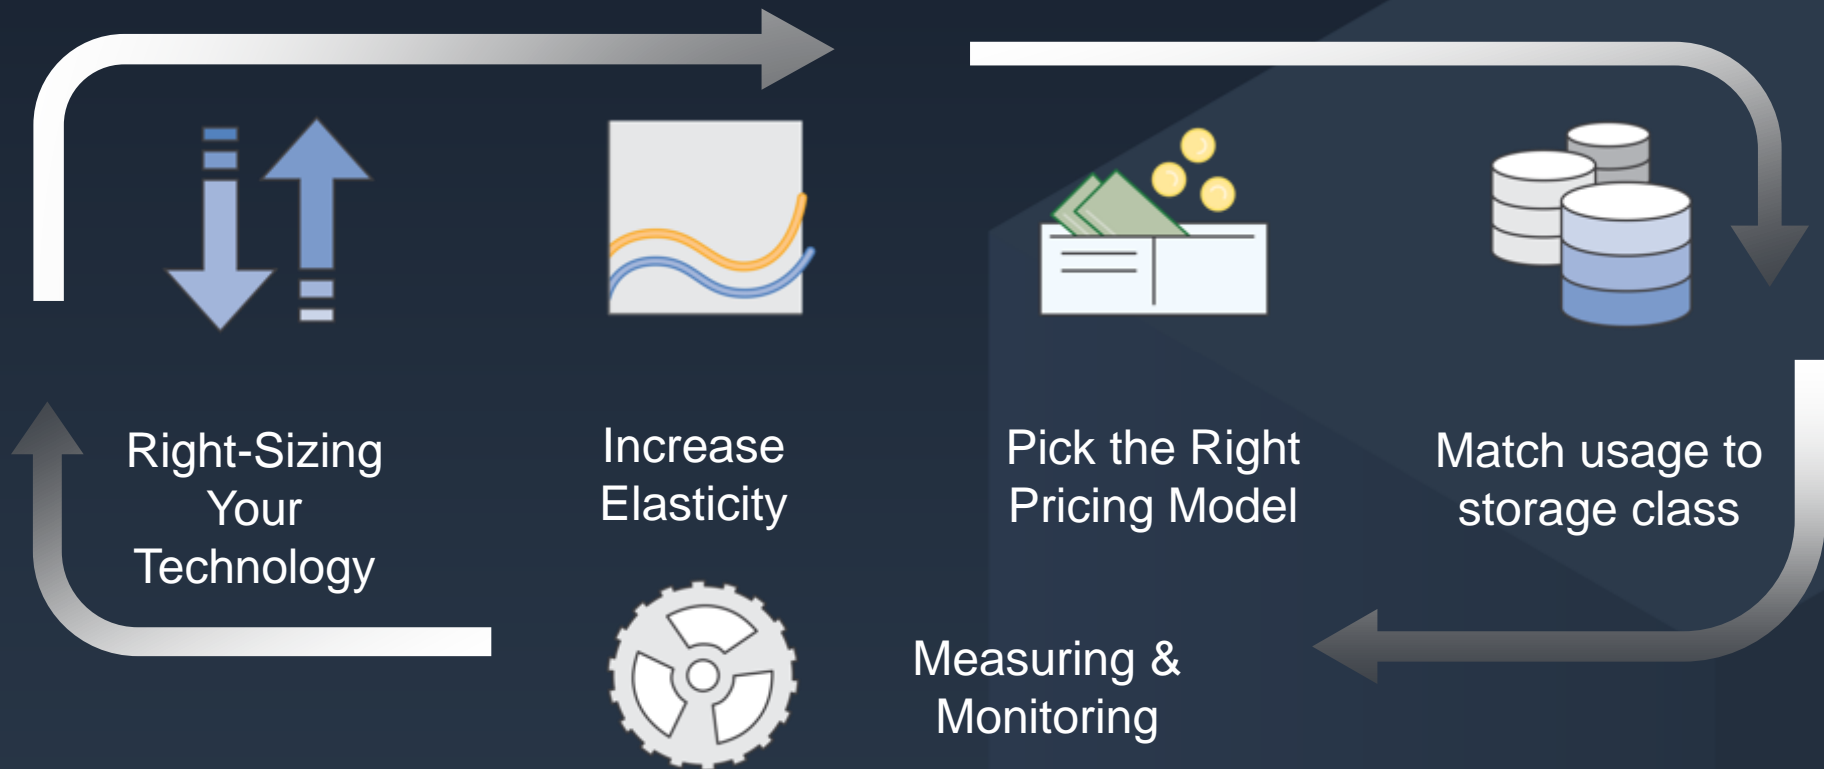 Right-Sizing
Your
Technology
Increase
Elasticity
Pick the Right
Pricing Model
Match usage to
storage class
Measuring &
Monitoring